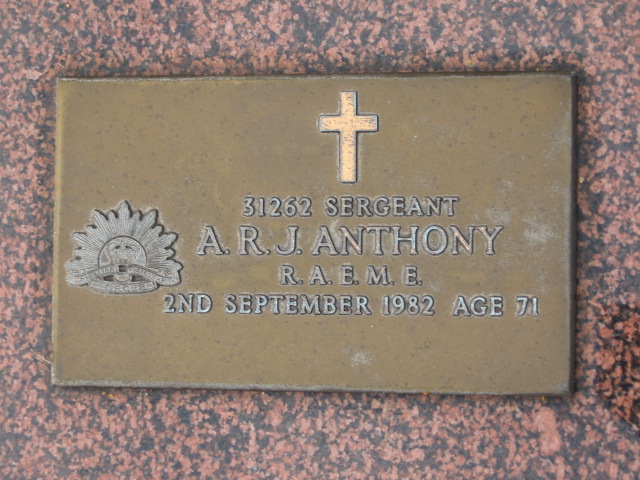 31262 SERGEANT
A. R. J. ANTHONY
R. A. E. M. E.
2ND SEPTEMBER 1982 AGE 71